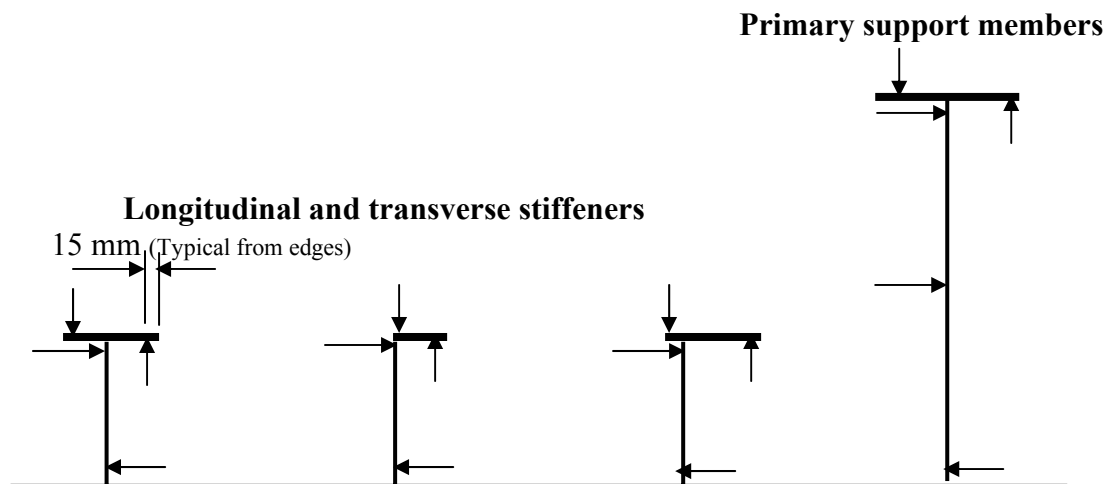 Primary support members
Longitudinal and transverse stiffeners
15 mm (Typical from edges)